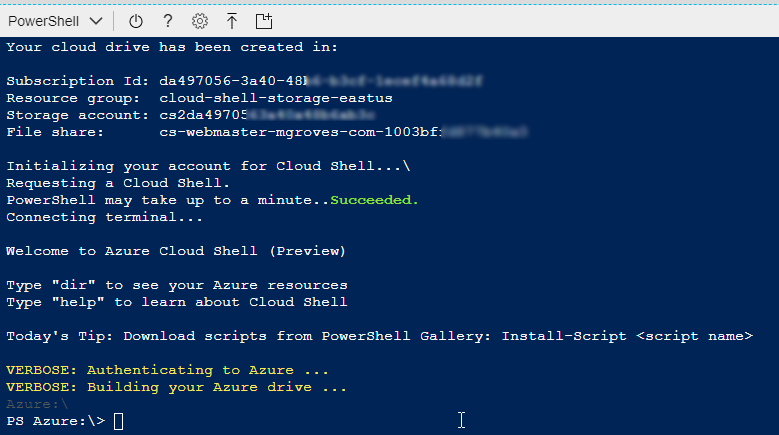 PowerShell
?
Your cloud drive has been created in:
Subscription Id: da497056-3a40-48
Resource group:  cloud-shell-storage-eastus
Storage account: cs2da49705
File share:      cs-webmaster-mgroves-com-1003bf
Initializing your account for Cloud Shell...\
Requesting a Cloud Shell.
PowerShell may take up to a minute..Succeeded.
Connecting terminal...
Welcome to Azure Cloud Shell (Preview)
Type "dir" to see your Azure resources
Type "help" to learn about Cloud Shell
Today's Tip: Download scripts from PowerShell Gallery: Install-Script <script name>
VERBOSE: Authenticating to Azure ...
VERBOSE: Building your Azure drive ...
Azure:\
PS Azure:\>